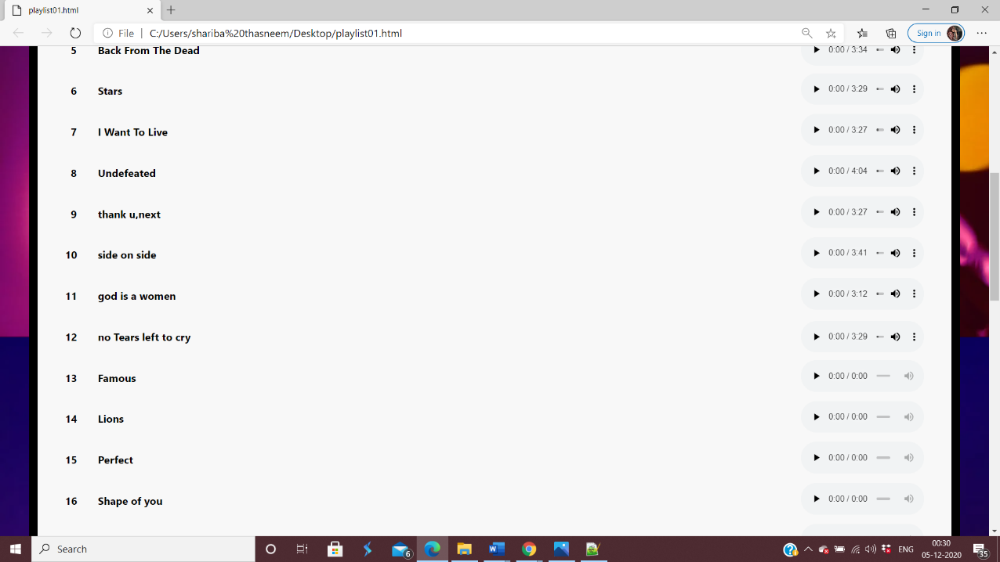 playlist01.html
File | C:/Users/shariba%20thasneem/Desktop/playlist01.html
Sign in
5 Back From The Dead 0:00 / 3:34
6 Stars 0:00 / 3:29
7 I Want To Live 0:00 / 3:27
8 Undefeated 0:00 / 4:04
9 thank u,next 0:00 / 3:27
10 side on side 0:00 / 3:41
11 god is a women 0:00 / 3:12
12 no Tears left to cry 0:00 / 3:29
13 Famous 0:00 / 0:00
14 Lions 0:00 / 0:00
15 Perfect 0:00 / 0:00
16 Shape of you 0:00 / 0:00
Search
6
ENG
00:30
05-12-2020
35